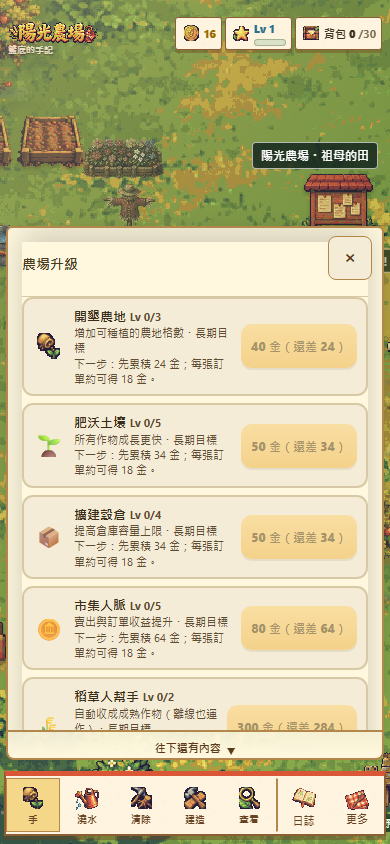 陽光農場
籃底的手記
16
Lv 1
背包 0 /30
陽光農場・祖母的田
農場升級
×
開墾農地 Lv 0/3
增加可種植的農地格數・長期目
標
下一步：先累積 24 金；每張訂
單約可得 18 金。
40 金（還差 24 ）
肥沃土壤 Lv 0/5
所有作物成長更快・長期目標
下一步：先累積 34 金；每張訂
單約可得 18 金。
50 金（還差 34 ）
擴建穀倉 Lv 0/4
提高倉庫容量上限・長期目標
下一步：先累積 34 金；每張訂
單約可得 18 金。
50 金（還差 34 ）
市集人脈 Lv 0/5
賣出與訂單收益提升・長期目標
下一步：先累積 64 金；每張訂
單約可得 18 金。
80 金（還差 64 ）
稻草人幫手 Lv 0/2
自動收成成熟作物（離線也運
作）・長期目標
300 金（還差 284 ）
往下還有內容 ▼
手
澆水
清除
建造
查看
日誌
更多